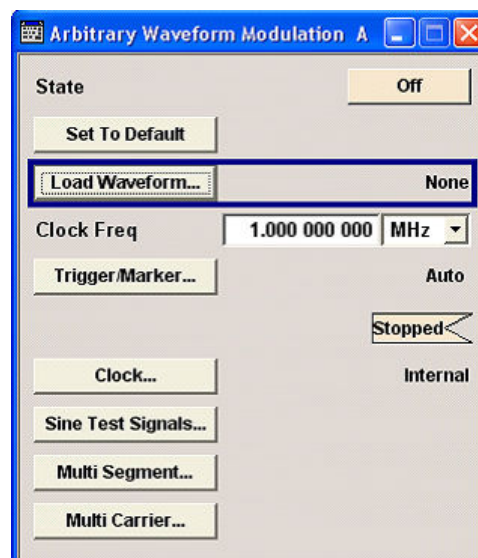 Arbitrary Waveform Modulation A
State Off
Set To Default
Load Waveform... None
Clock Freq 1.000 000 000 MHz
Trigger/Marker... Auto
Stopped
Clock... Internal
Sine Test Signals...
Multi Segment...
Multi Carrier...